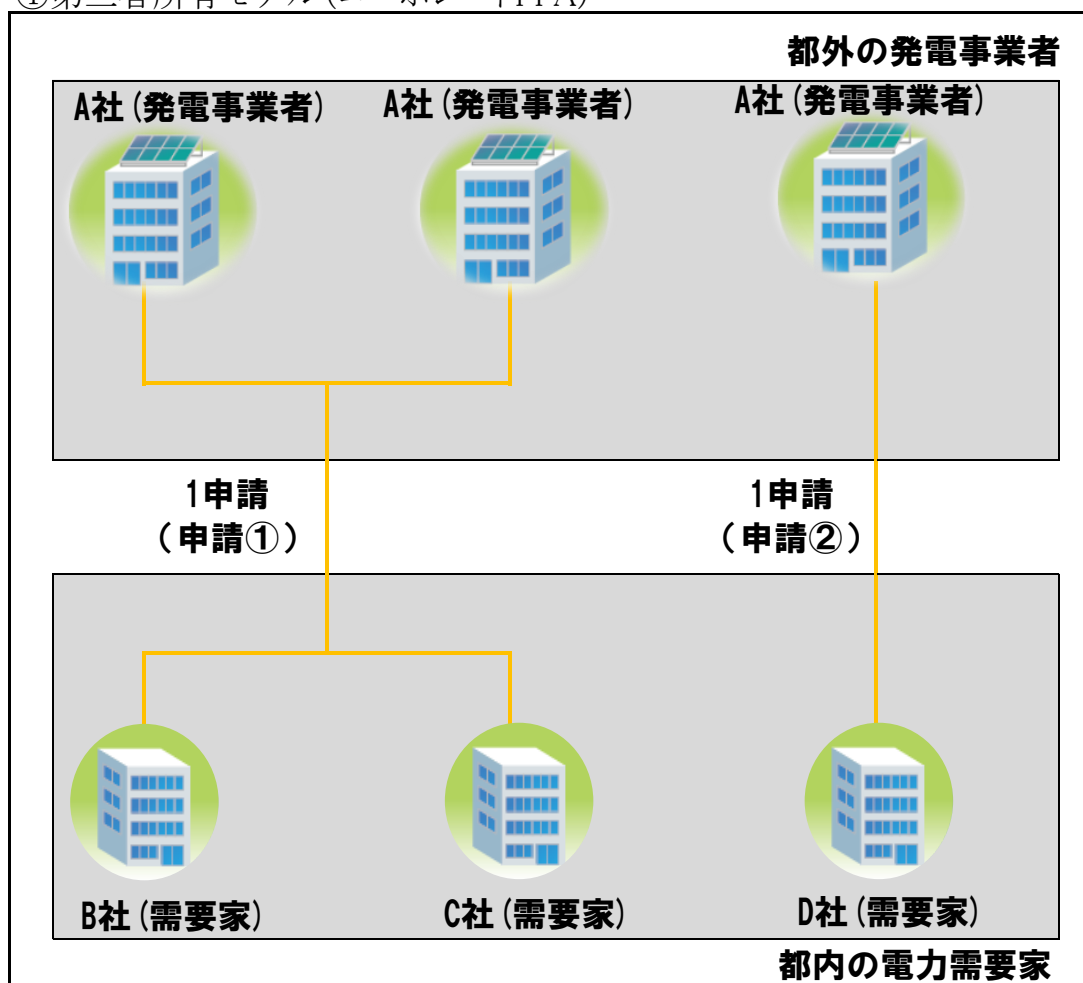 都外の発電事業者
A社(発電事業者)
A社(発電事業者)
A社(発電事業者)
1申請
(申請①)
1申請
(申請②)
B社(需要家)
C社(需要家)
D社(需要家)
都内の電力需要家